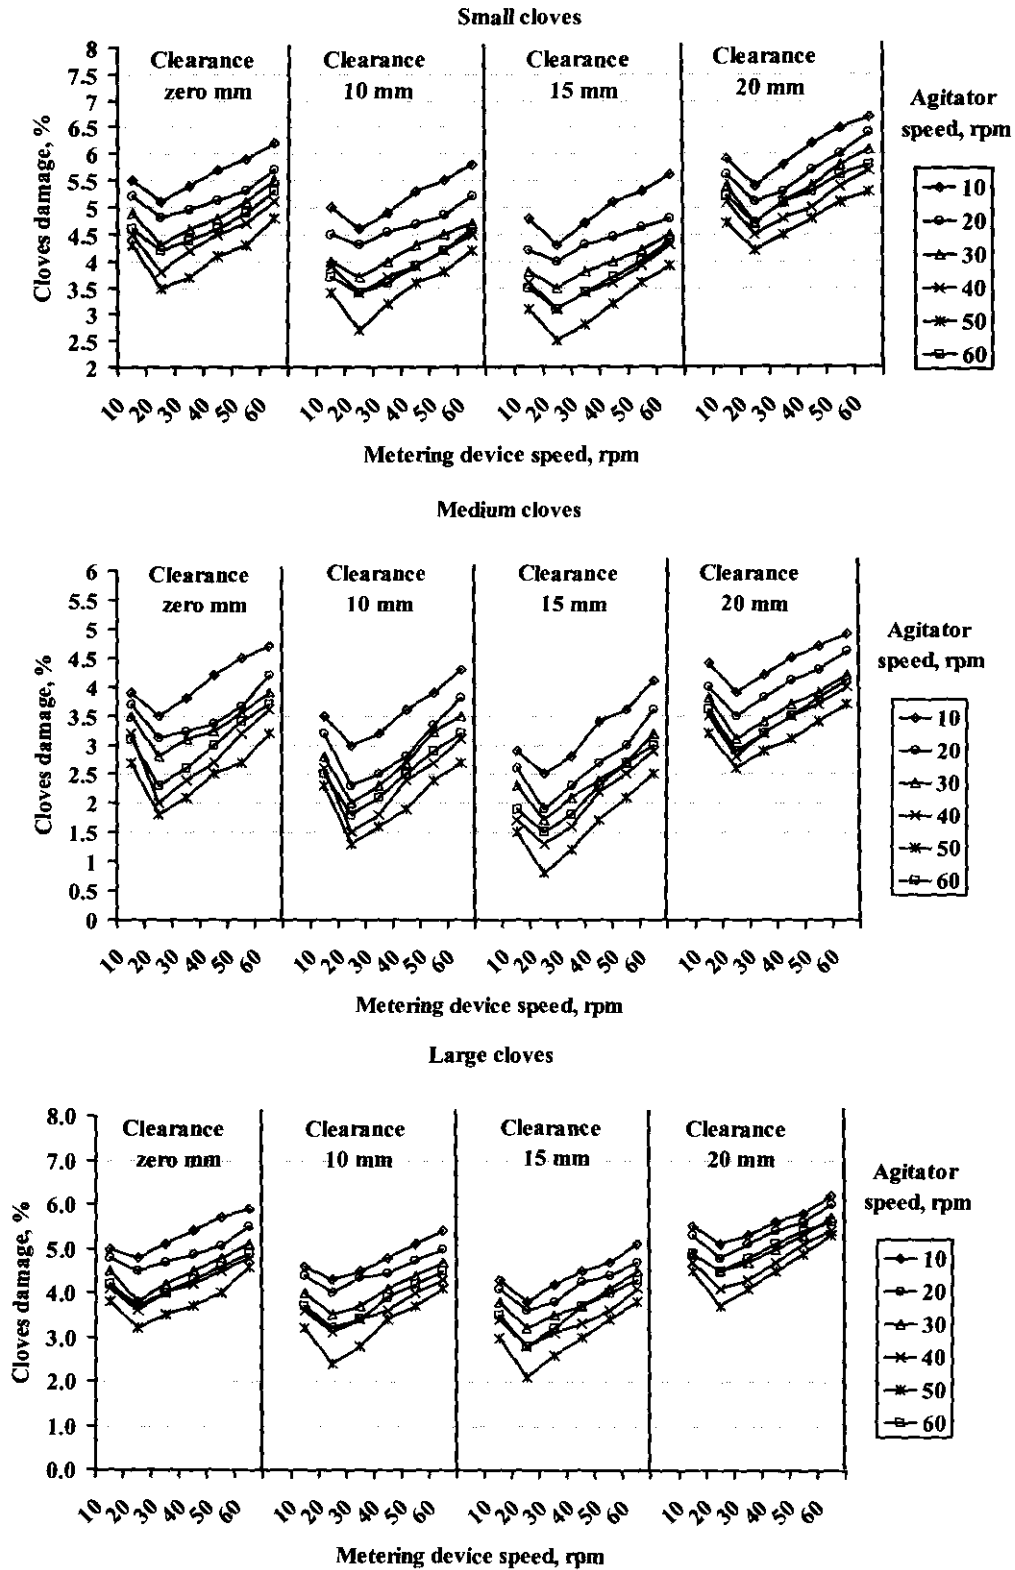 Small cloves
Cloves damage, %
8
7.5
7
6.5
6
5.5
5
4.5
4
3.5
3
2.5
2
Clearance
zero mm
Clearance
10 mm
Clearance
15 mm
Clearance
20 mm
10 20 30 40 50 60 10 20 30 40 50 60 10 20 30 40 50 60 10 20 30 40 50 60
Metering device speed, rpm
Agitator
speed, rpm
10
20
30
40
50
60
Medium cloves
Cloves damage, %
6
5.5
5
4.5
4
3.5
3
2.5
2
1.5
1
0.5
0
Clearance
zero mm
Clearance
10 mm
Clearance
15 mm
Clearance
20 mm
10 20 30 40 50 60 10 20 30 40 50 60 10 20 30 40 50 60 10 20 30 40 50 60
Metering device speed, rpm
Agitator
speed, rpm
10
20
30
40
50
60
Large cloves
Cloves damage, %
8.0
7.0
6.0
5.0
4.0
3.0
2.0
1.0
0.0
Clearance
zero mm
Clearance
10 mm
Clearance
15 mm
Clearance
20 mm
10 20 30 40 50 60 10 20 30 40 50 60 10 20 30 40 50 60 10 20 30 40 50 60
Metering device speed, rpm
Agitator
speed, rpm
10
20
30
40
50
60